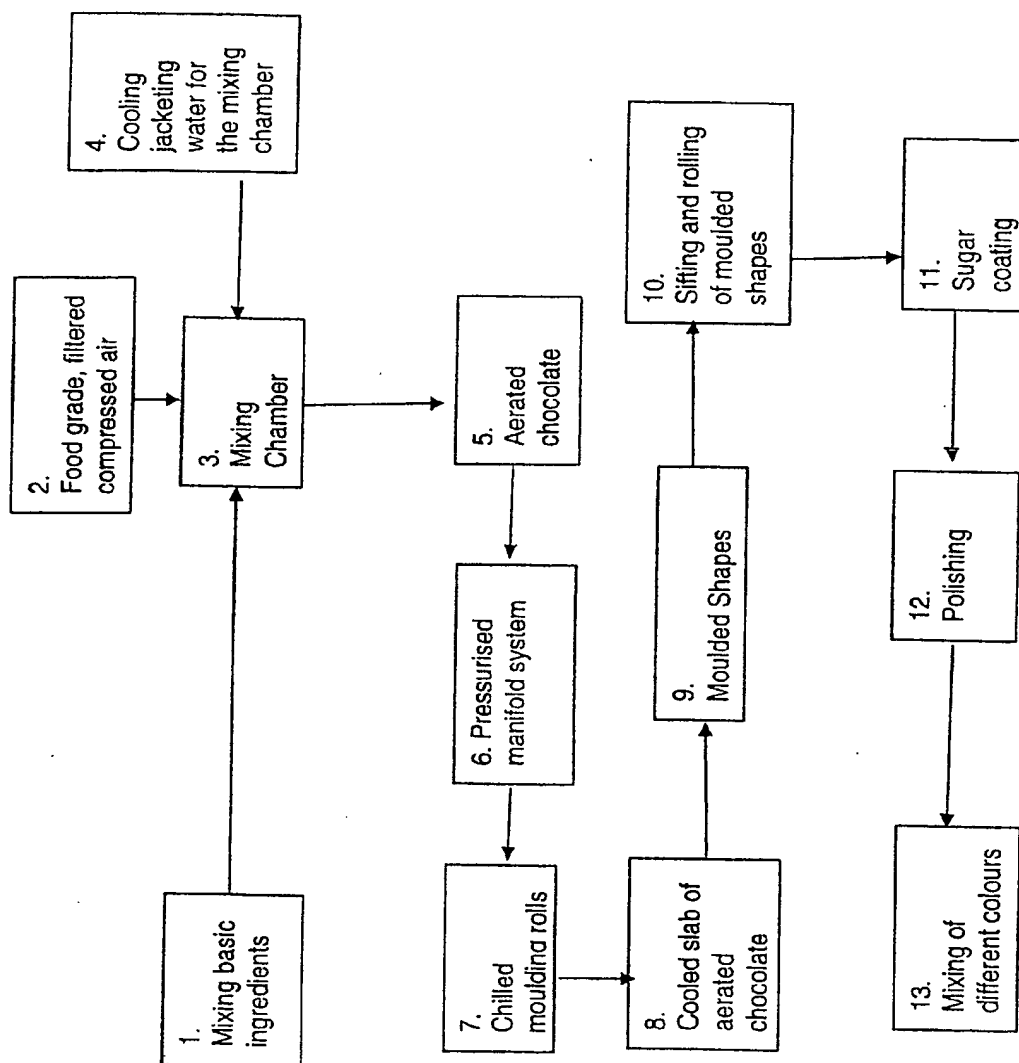 1.
Mixing basic
ingredients
2.
Food grade, filtered
compressed air
3.
Mixing
Chamber
4.
Cooling
jacketing
water for
the mixing
chamber
5.
Aerated
chocolate
6. Pressurised
manifold system
7.
Chilled
moulding rolls
8.
Cooled slab of
aerated
chocolate
9.
Moulded Shapes
10.
Sifting and rolling
of moulded
shapes
11.
Sugar
coating
12.
Polishing
13.
Mixing of
different colours